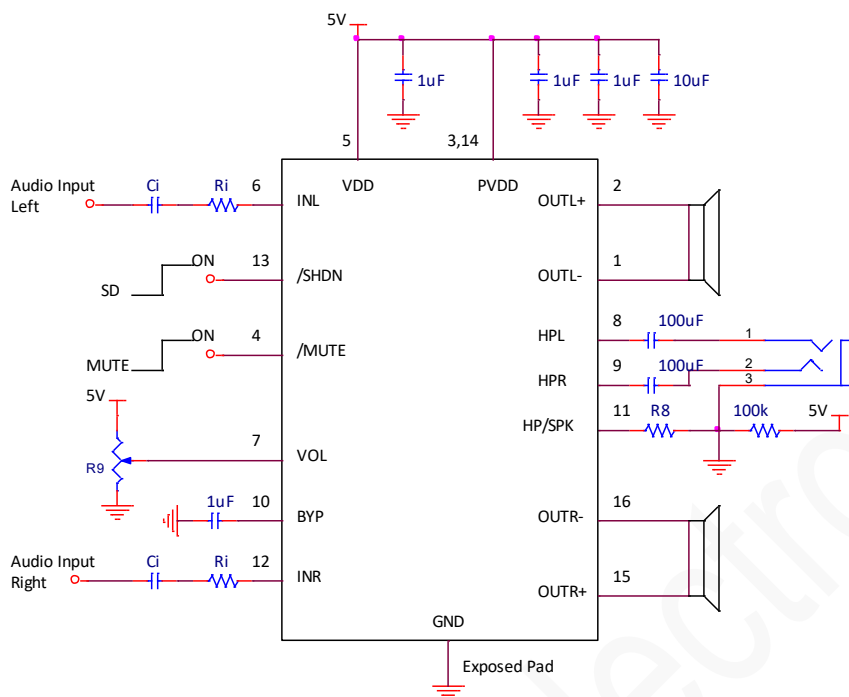 5V
1uF 1uF 1uF 10uF
5 3,14
VDD PVDD
Audio Input
Left
Ci Ri 6 INL
OUTL+ 2
SD ON 13 /SHDN
OUTL- 1
MUTE ON 4 /MUTE
HPL 8 100uF 1
HPR 9 100uF 2
3
5V
R9 7 VOL
HP/SPK 11 R8 100k 5V
1uF 10 BYP
OUTR- 16
Audio Input
Right
Ci Ri 12 INR
OUTR+ 15
GND
Exposed Pad
electro